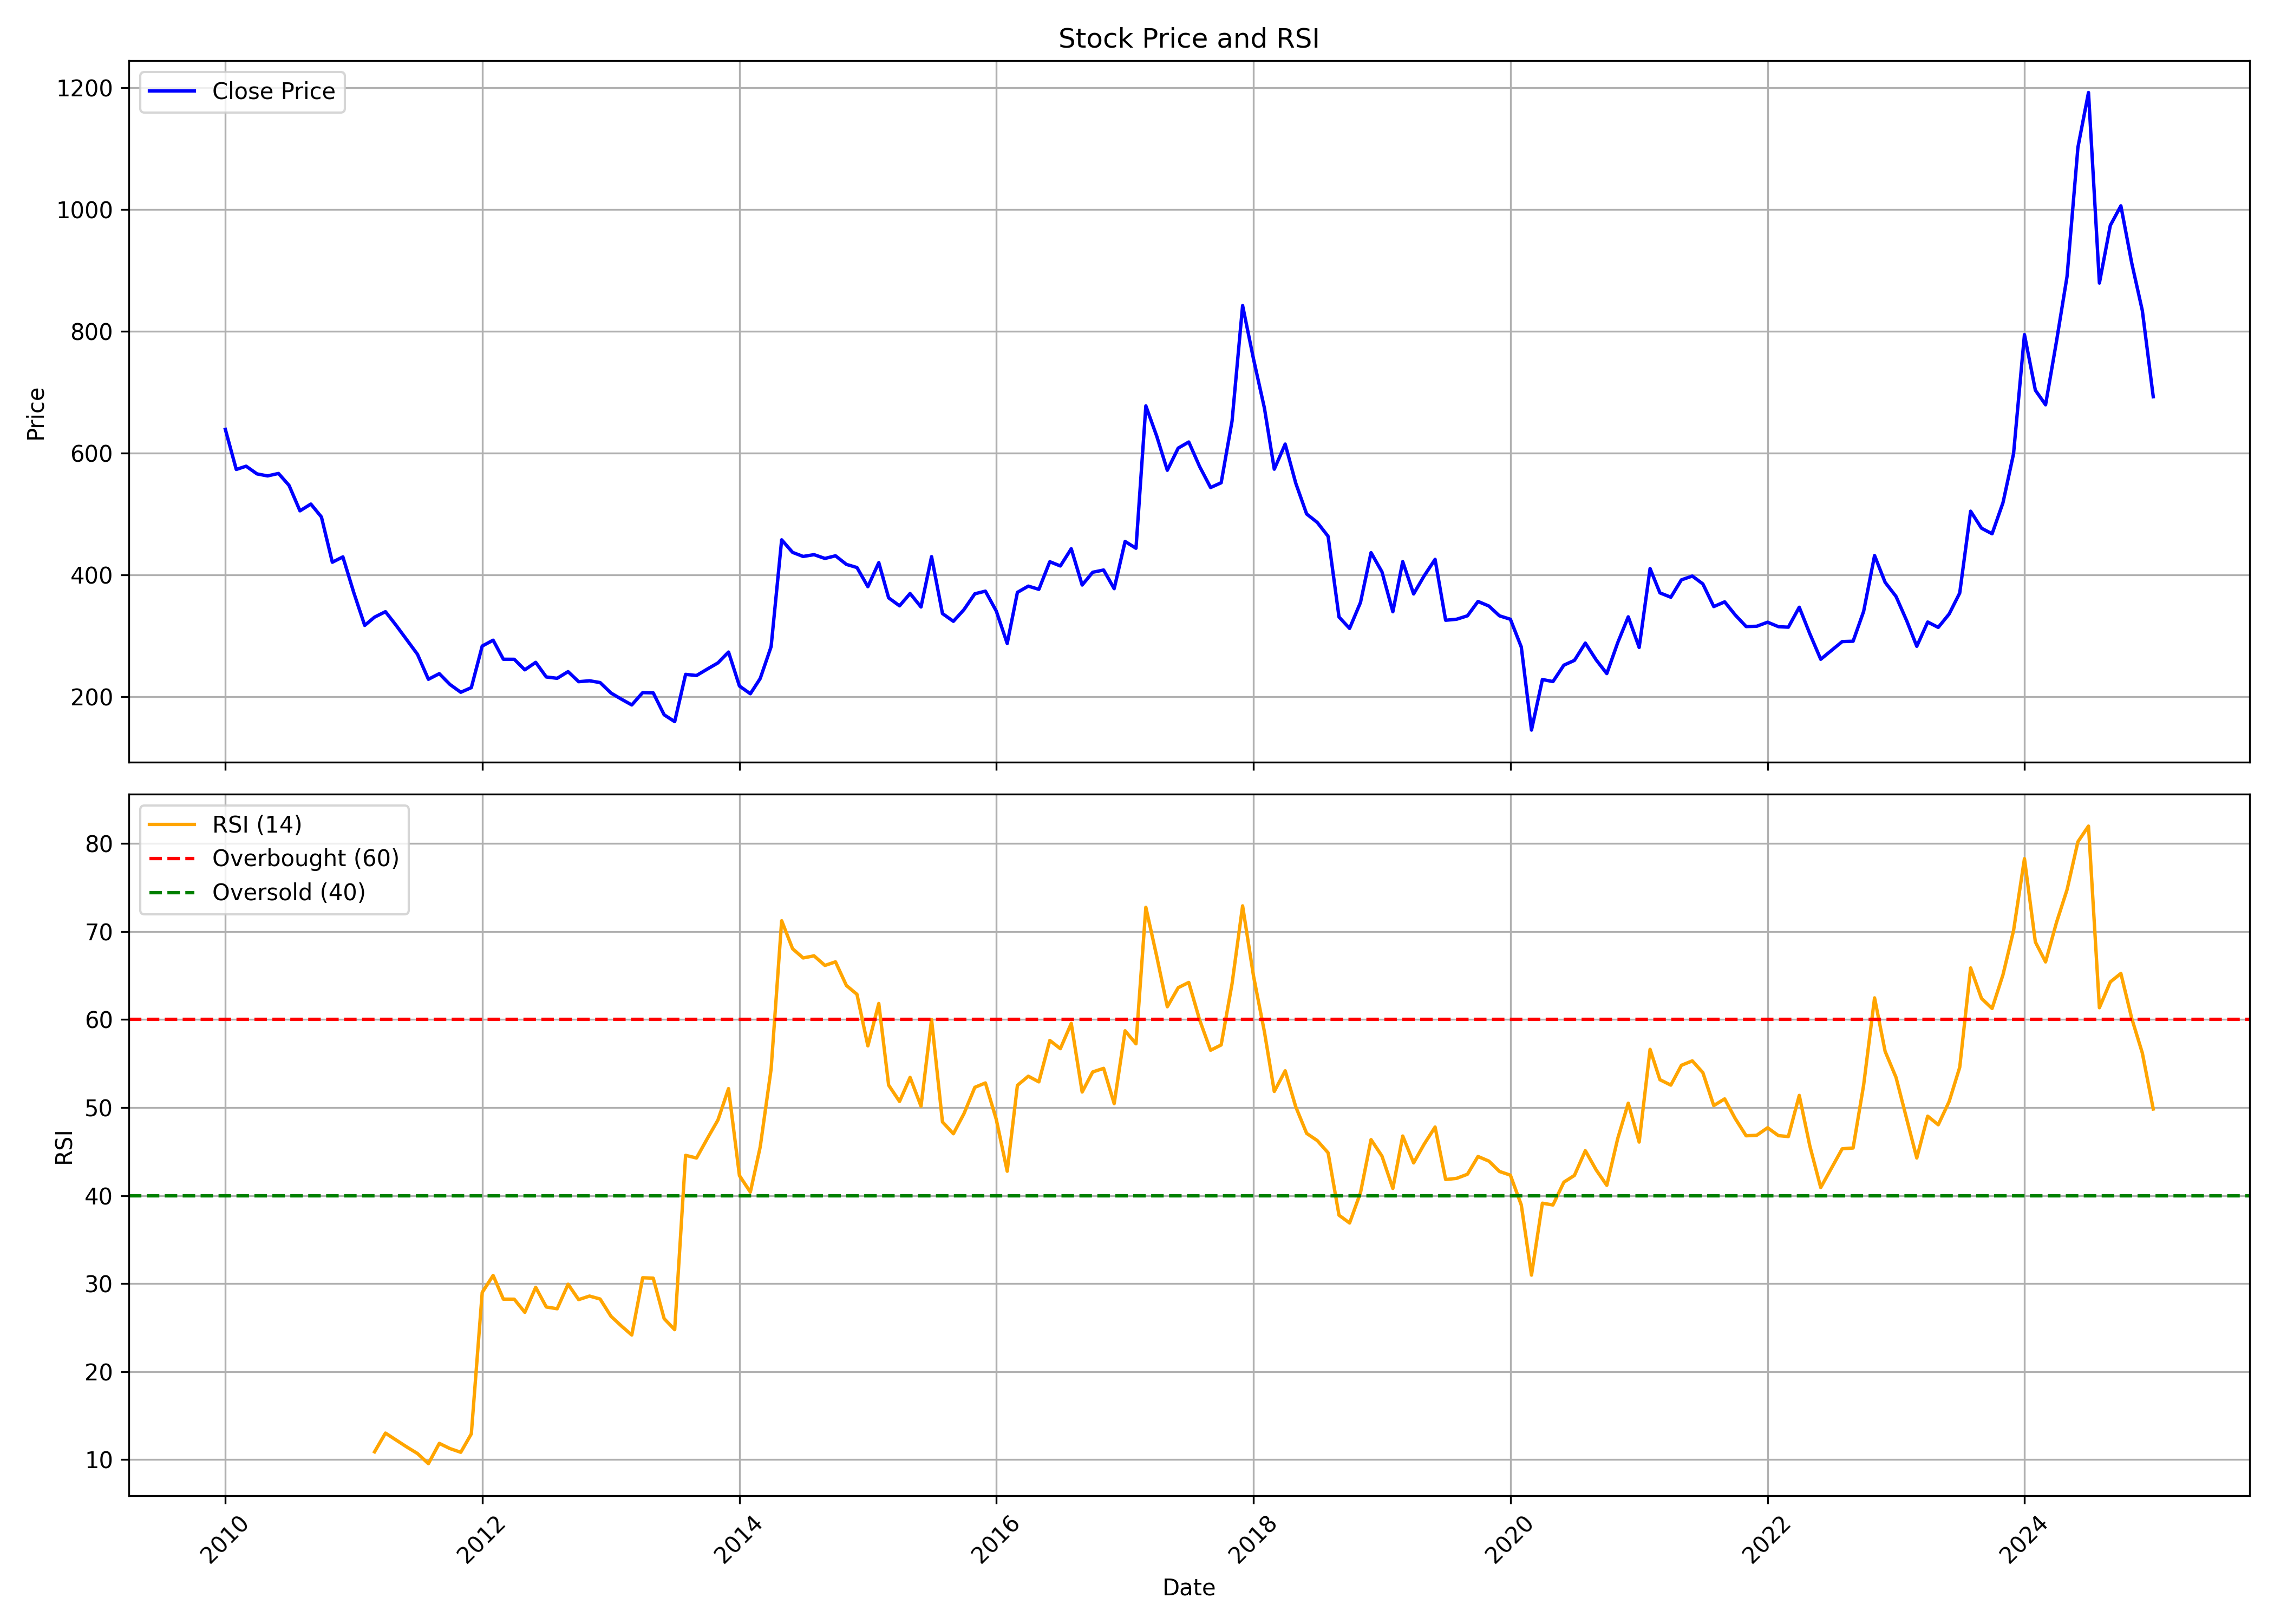 Stock Price and RSI
Close Price
Price
1200
1000
800
600
400
200
RSI (14)
Overbought (60)
Oversold (40)
RSI
80
70
60
50
40
30
20
10
2010
2012
2014
2016
2018
2020
2022
2024
Date